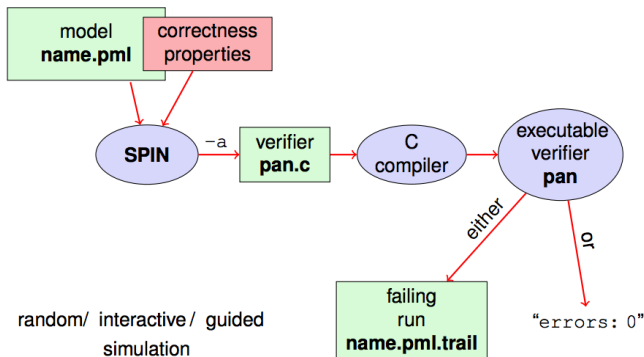 model
name.pml
correctness
properties
SPIN
-a
verifier
pan.c
C
compiler
executable
verifier
pan
either
or
failing
run
name.pml.trail
“errors: 0”
random/ interactive / guided
simulation